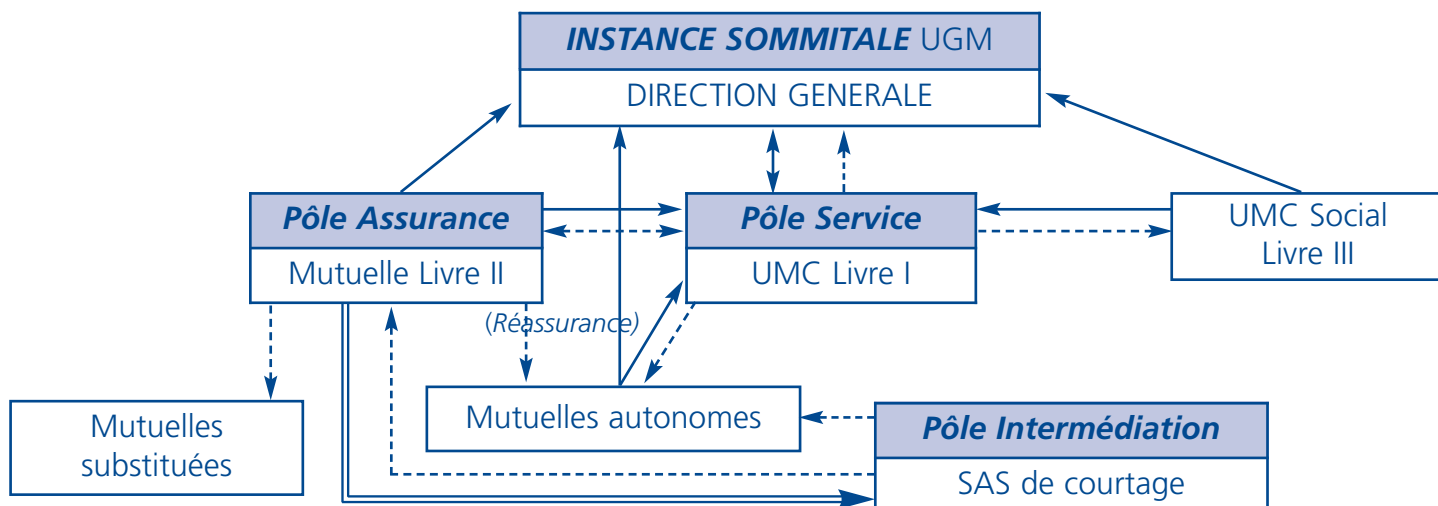 INSTANCE SOMMITALE UGM
DIRECTION GENERALE
Pôle Assurance
Mutuelle Livre II
Pôle Service
UMC Livre I
UMC Social
Livre III
(Réassurance)
Mutuelles
substituées
Mutuelles autonomes
Pôle Intermédiation
SAS de courtage